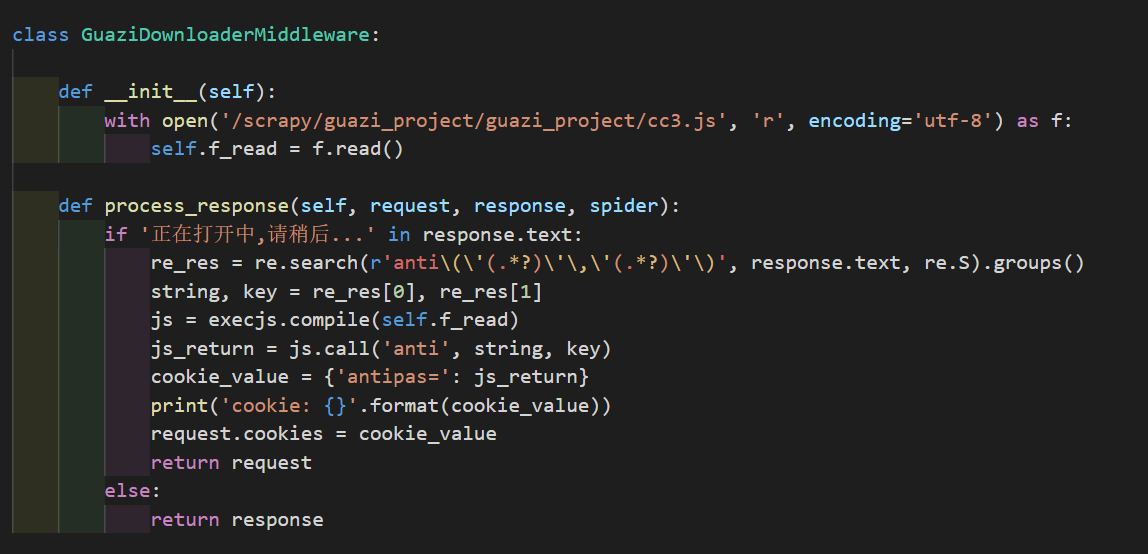 class GuaziDownloaderMiddleware:
def __init__(self):
with open('/scrapy/guazi_project/guazi_project/cc3.js', 'r', encoding='utf-8') as f:
self.f_read = f.read()
def process_response(self, request, response, spider):
if '正在打开中,请稍后...' in response.text:
re_res = re.search(r'anti\(\'(.*?)\'\,\'(.*?)\'\)', response.text, re.S).groups()
string, key = re_res[0], re_res[1]
js = execjs.compile(self.f_read)
js_return = js.call('anti', string, key)
cookie_value = {'antipas=': js_return}
print('cookie: {}'.format(cookie_value))
request.cookies = cookie_value
return request
else:
return response